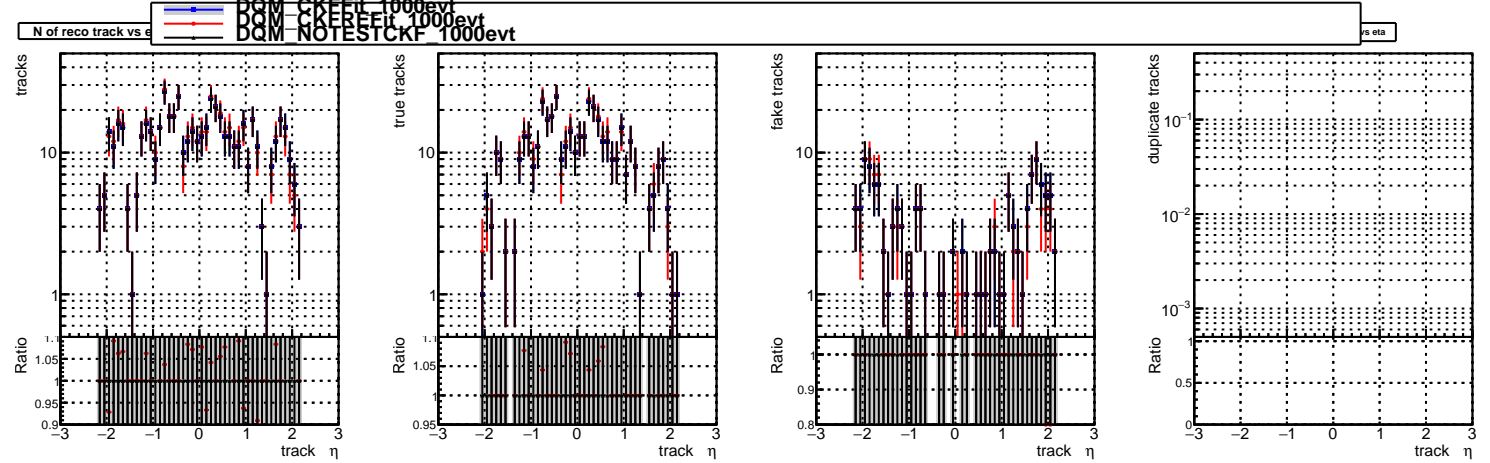 DQM_CKFFit_1000evt
DQM_CKFREFit_1000evt
DQM_NOTESTCKF_1000evt
N of reco track vs e
vs eta
tracks
10
1
Ratio
1.1
1.05
1
0.95
0.9
−3 −2 −1 0 1 2 3
track η
true tracks
10
1
Ratio
1.1
1.05
1
0.95
−3 −2 −1 0 1 2 3
track η
fake tracks
10
1
Ratio
1
0.9
0.8
−3 −2 −1 0 1 2 3
track η
duplicate tracks
10−1
10−2
10−3
Ratio
1
0.5
0
−3 −2 −1 0 1 2 3
track η